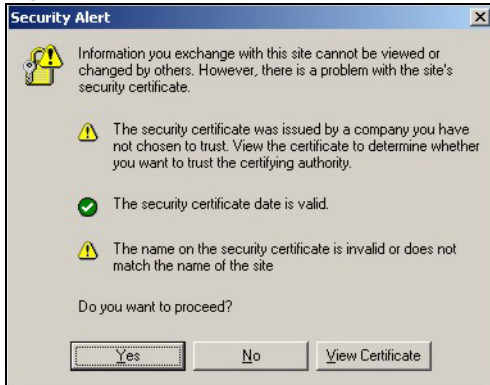 Security Alert
Information you exchange with this site cannot be viewed or
changed by others. However, there is a problem with the site's
security certificate.
The security certificate was issued by a company you have
not chosen to trust. View the certificate to determine whether
you want to trust the certifying authority.
The security certificate date is valid.
The name on the security certificate is invalid or does not
match the name of the site
Do you want to proceed?
Yes No View Certificate